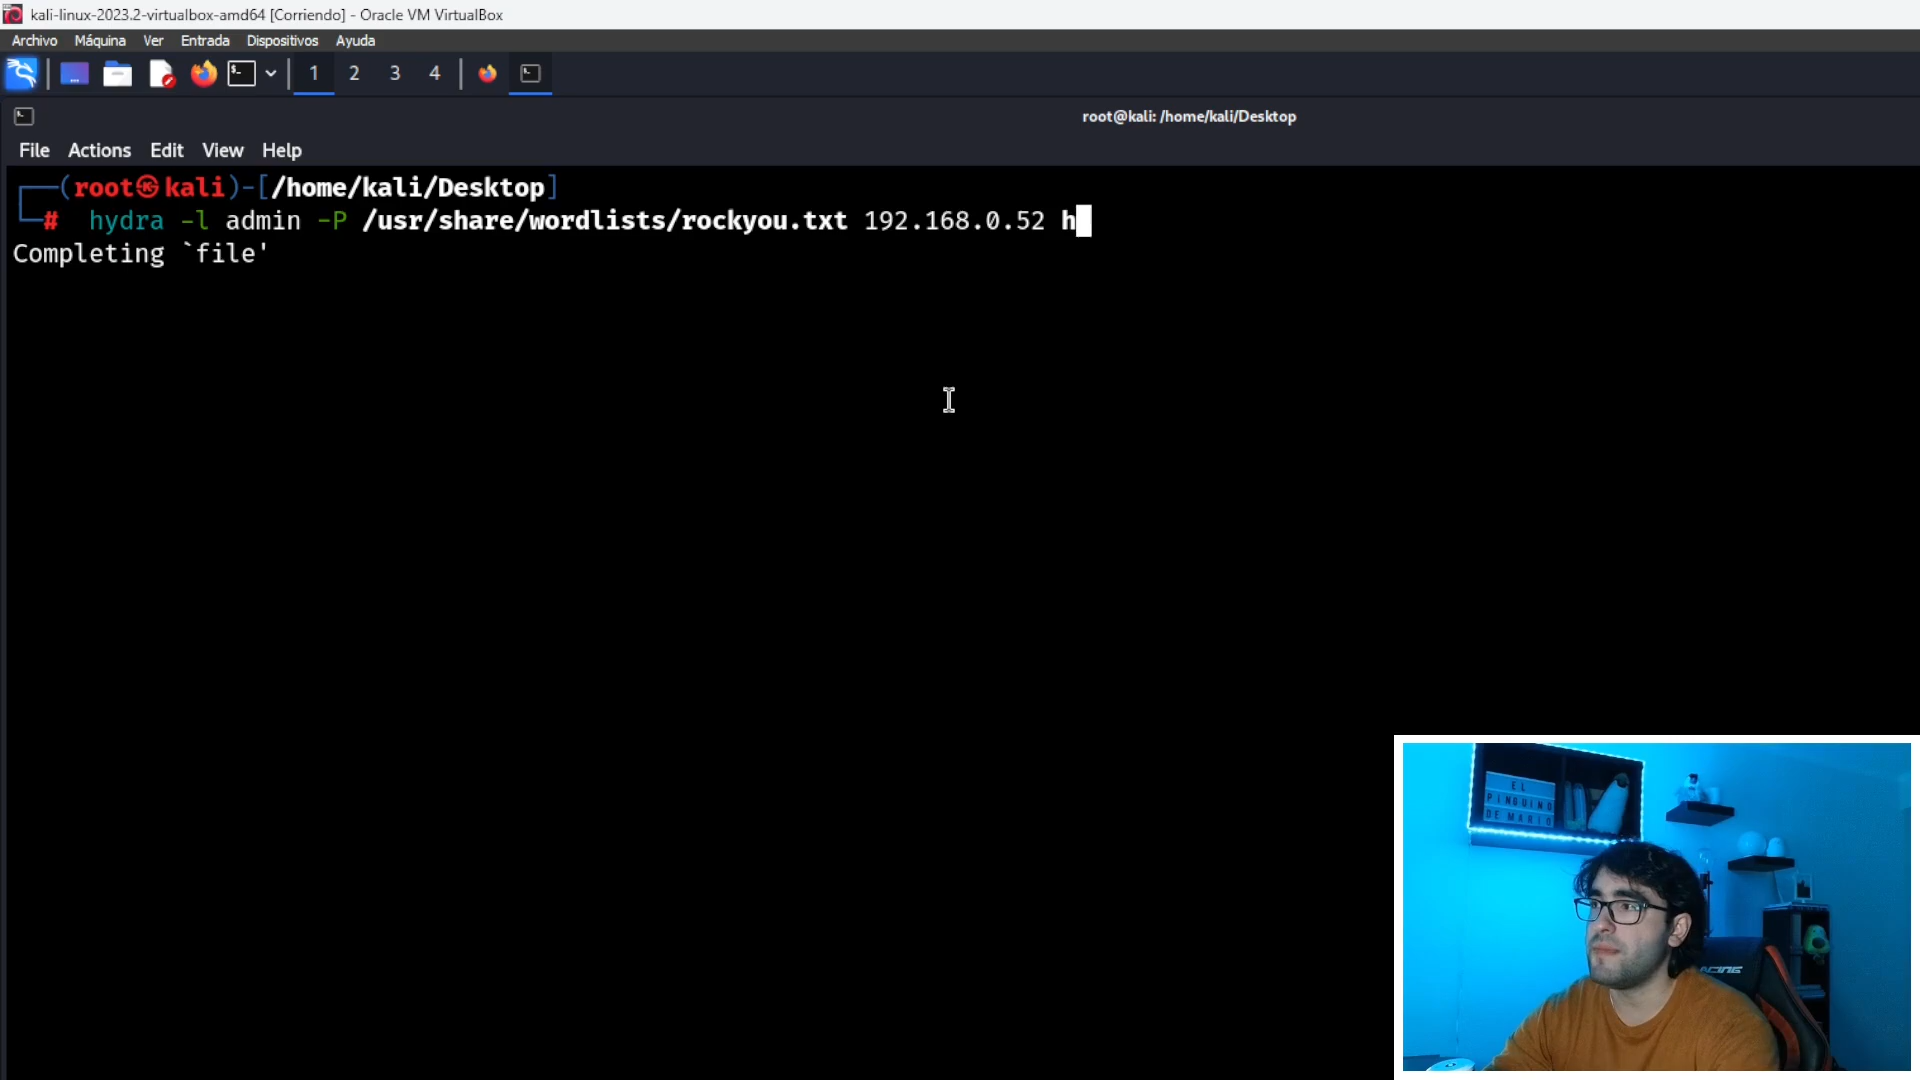 kali-linux-2023.2-virtualbox-amd64 [Corriendo] - Oracle VM VirtualBox
Archivo Máquina Ver Entrada Dispositivos Ayuda
1 2 3 4
root@kali: /home/kali/Desktop
File Actions Edit View Help
(root㉿kali)-[/home/kali/Desktop]
# hydra -l admin -P /usr/share/wordlists/rockyou.txt 192.168.0.52 h
Completing `file'
EL
PINGUINO
DE MARIO
ACING